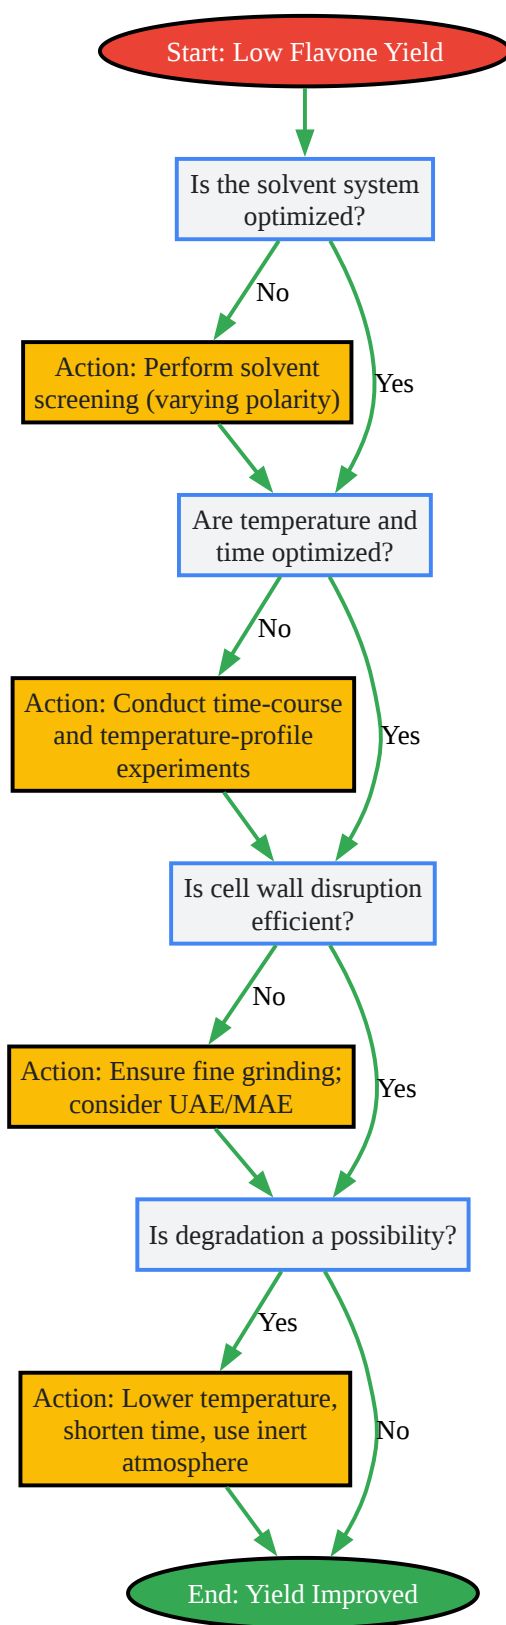 Start: Low Flavone Yield
Is the solvent system
optimized?
No
Action: Perform solvent
screening (varying polarity)
Yes
Are temperature and
time optimized?
No
Action: Conduct time-course
and temperature-profile
experiments
Yes
Is cell wall disruption
efficient?
No
Action: Ensure fine grinding;
consider UAE/MAE
Yes
Is degradation a possibility?
Yes
Action: Lower temperature,
shorten time, use inert
atmosphere
No
End: Yield Improved